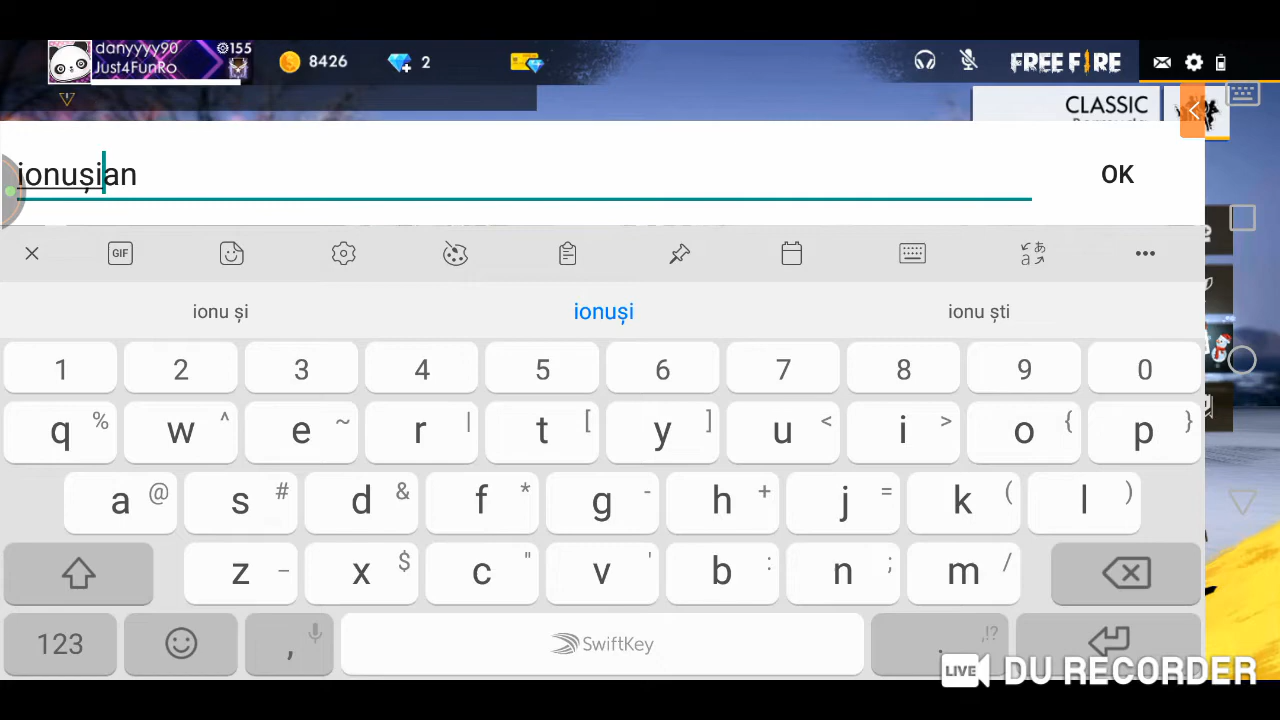 danyyyy90
155
Just4FunRo
8426
2
FREE FIRE
CLASSIC
ionușian
OK
GIF
ionu și
ionuși
ionu ști
1 2 3 4 5 6 7 8 9 0
q % w ^ e ~ r | t [ y ] u < i > o { p }
a @ s # d & f * g - h + j = k ( l )
z _ x $ c " v ' b : n ; m /
123 , SwiftKey . ,!?
LIVE DU RECORDER